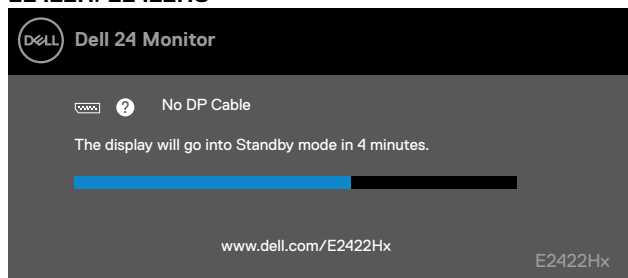 DELL Dell 24 Monitor
? No DP Cable
The display will go into Standby mode in 4 minutes.
www.dell.com/E2422Hx
E2422Hx